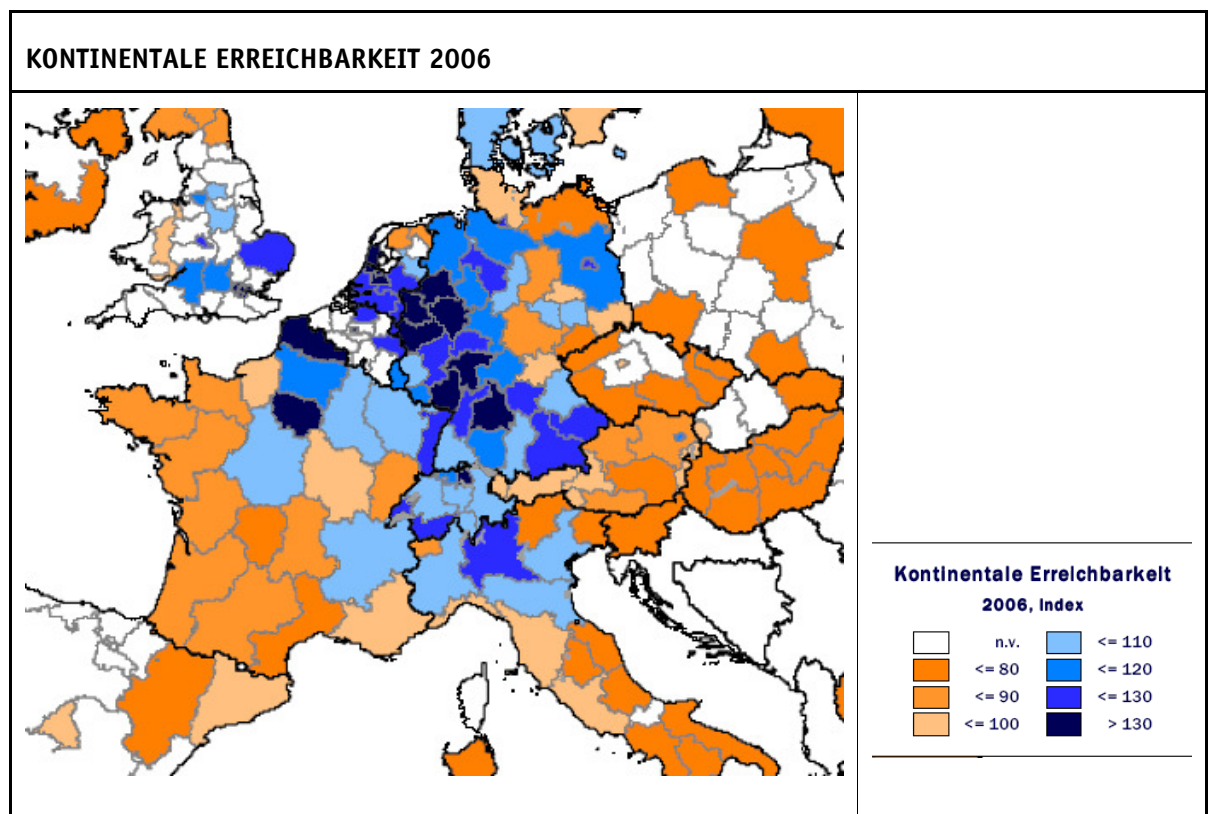 KONTINENTALE ERREICHBARKEIT 2006
Kontinentale Erreichbarkeit
2006, Index
n.v. <= 110
<= 80 <= 120
<= 90 <= 130
<= 100 > 130